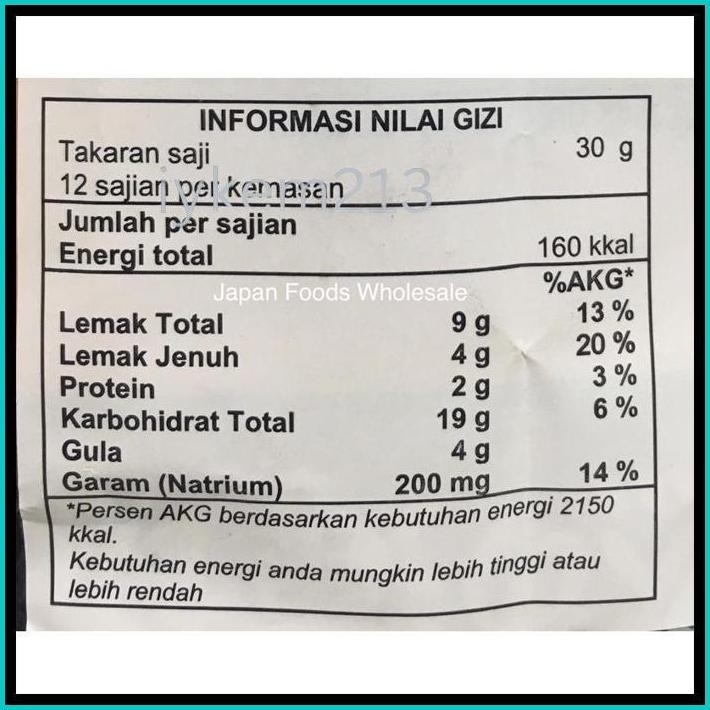 INFORMASI NILAI GIZI
Takaran saji 30 g
12 sajian per kemasan
iykem213
Jumlah per sajian
Energi total 160 kkal
%AKG*
Japan Foods Wholesale
Lemak Total 9 g 13 %
Lemak Jenuh 4 g 20 %
Protein 2 g 3 %
Karbohidrat Total 19 g 6 %
Gula 4 g
Garam (Natrium) 200 mg 14 %
*Persen AKG berdasarkan kebutuhan energi 2150
kkal.
Kebutuhan energi anda mungkin lebih tinggi atau
lebih rendah